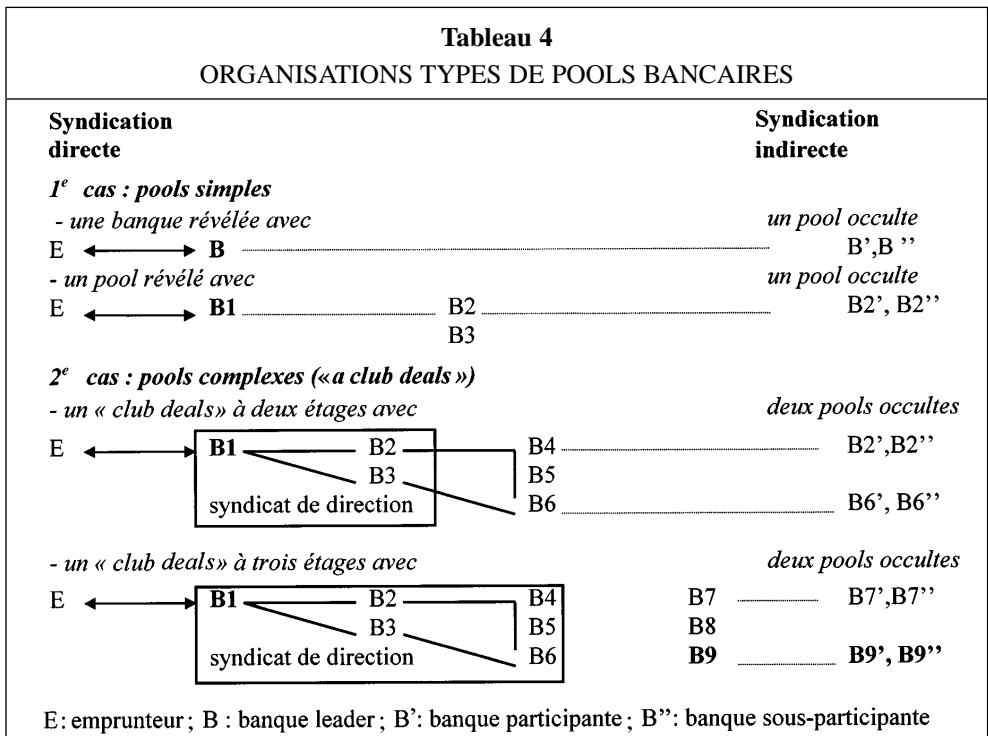 Tableau 4
ORGANISATIONS TYPES DE POOLS BANCAIRES
Syndication directe
Syndication indirecte
1e cas : pools simples
- une banque révélée avec un pool occulte
E B B',B ''
- un pool révélé avec un pool occulte
E B1 B2 B2', B2''
B3
2e cas : pools complexes («a club deals »)
- un « club deals» à deux étages avec deux pools occultes
E B1 B2 B4 B2',B2''
B3 B5
syndicat de direction B6 B6', B6''
- un « club deals» à trois étages avec deux pools occultes
E B1 B2 B4 B7 B7',B7''
B3 B5 B8
syndicat de direction B6 B9 B9', B9''
E: emprunteur ; B : banque leader ; B': banque participante ; B'': banque sous-participante